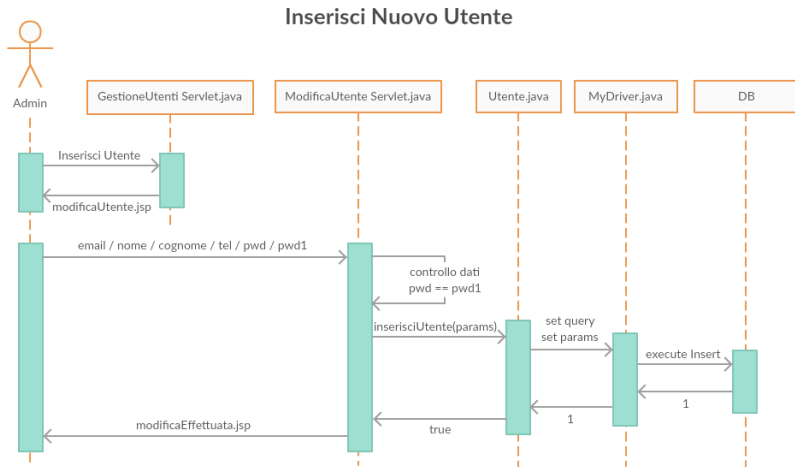 Inserisci Nuovo Utente
Admin
GestioneUtenti Servlet.java
ModificaUtente Servlet.java
Utente.java
MyDriver.java
DB
Inserisci Utente
modificaUtente.jsp
email / nome / cognome / tel / pwd / pwd1
controllo dati
pwd == pwd1
inserisciUtente(params)
set query
set params
execute Insert
1
1
true
modificaEffettuata.jsp